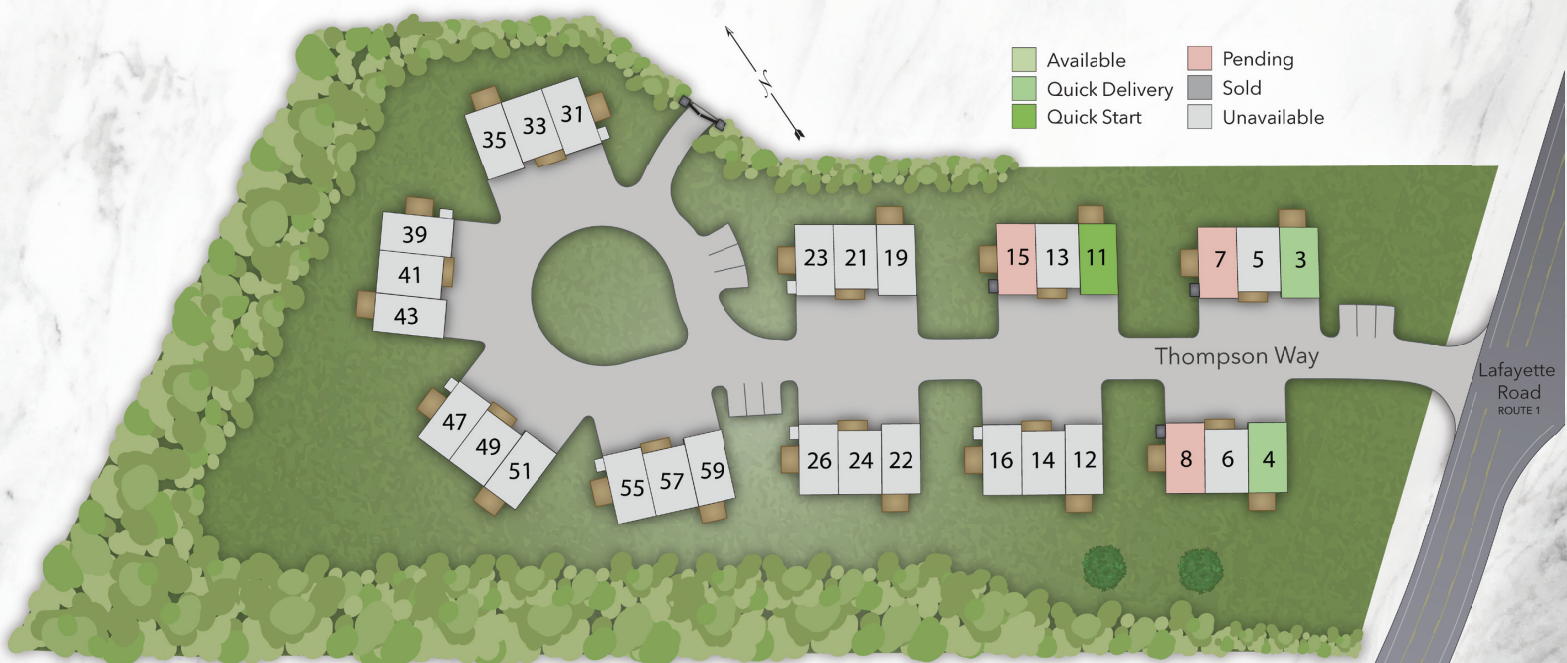 N
Available
Quick Delivery
Quick Start
Pending
Sold
Unavailable
35 33 31
39
41
43
47
49
51
55 57 59
23 21 19
15 13 11
7 5 3
Thompson Way
Lafayette
Road
ROUTE 1
26 24 22
16 14 12
8 6 4